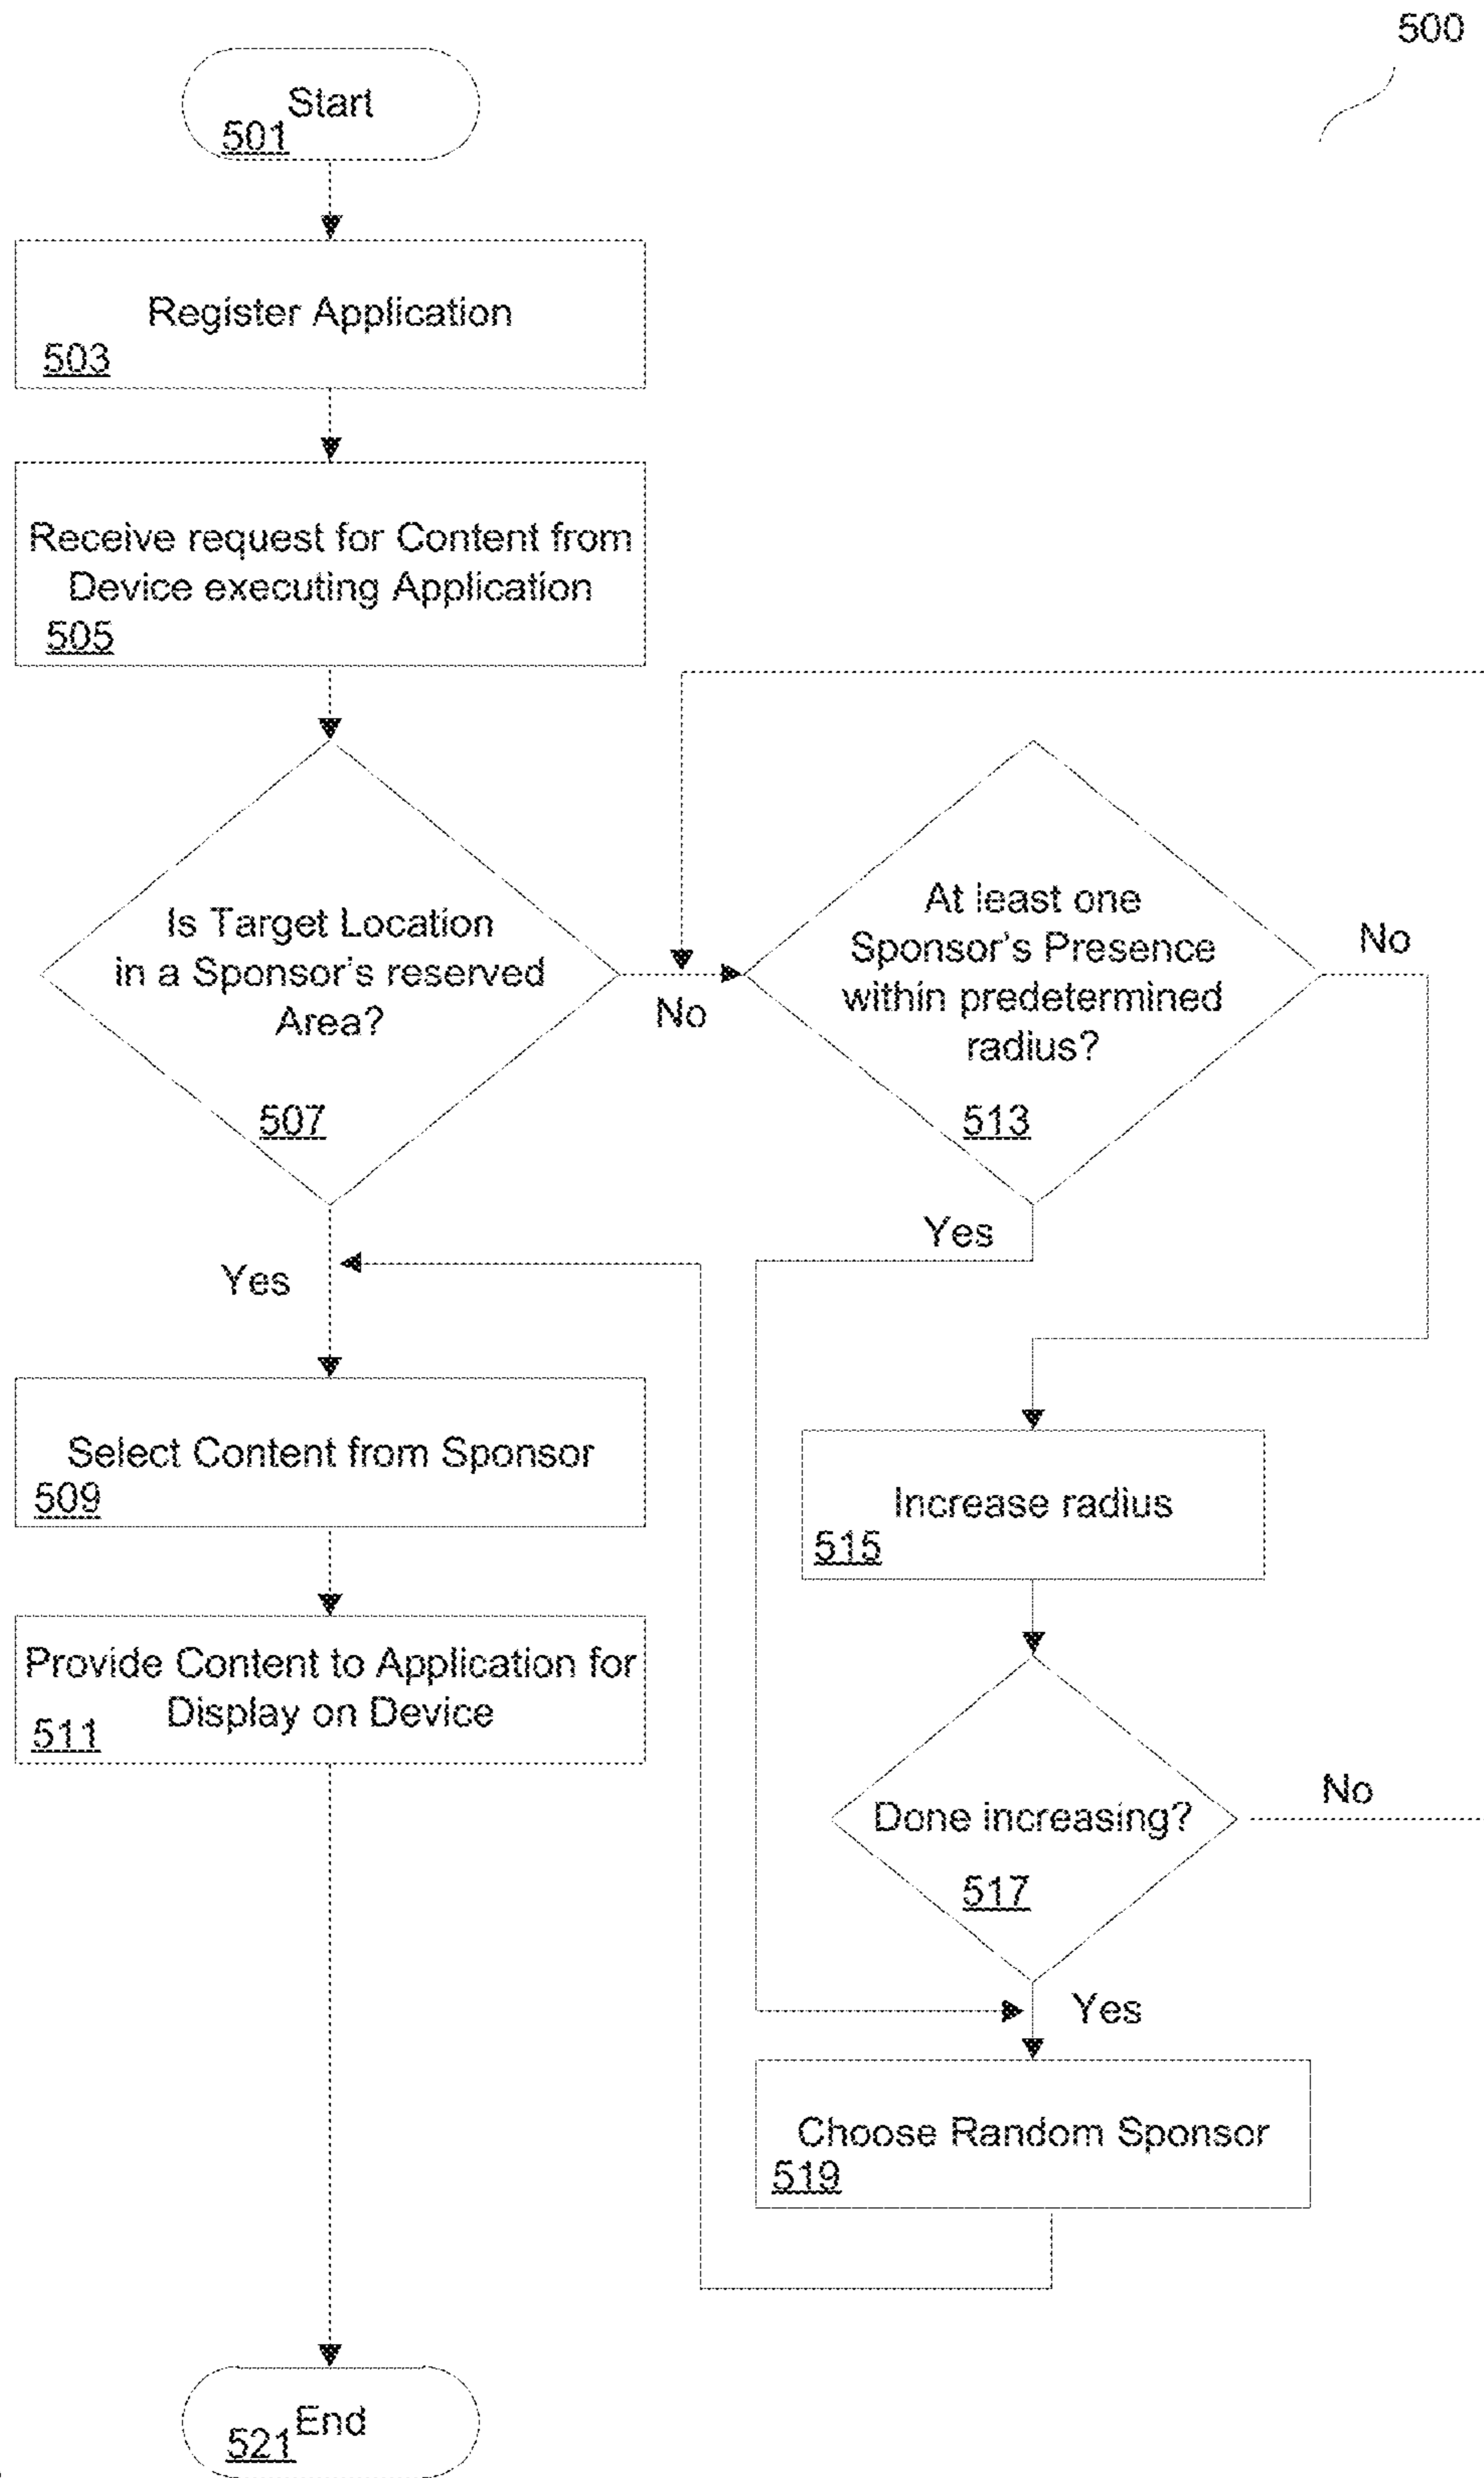 500
Start
501
Register Application
503
Receive request for Content from
Device executing Application
505
Is Target Location
in a Sponsor's reserved
Area?
507
No
At least one
Sponsor's Presence
within predetermined
radius?
513
No
Yes
Yes
Select Content from Sponsor
509
Increase radius
515
Provide Content to Application for
Display on Device
511
Done increasing?
517
No
Yes
Choose Random Sponsor
519
End
521